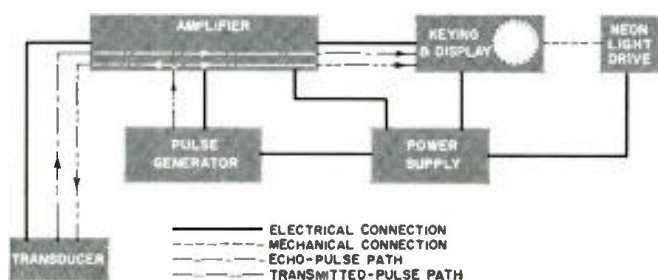 AMPLIFIER
KEYING
& DISPLAY
NEON
LIGHT
DRIVE
PULSE
GENERATOR
POWER
SUPPLY
TRANSDUCER
ELECTRICAL CONNECTION
MECHANICAL CONNECTION
ECHO-PULSE PATH
TRANSMITTED-PULSE PATH